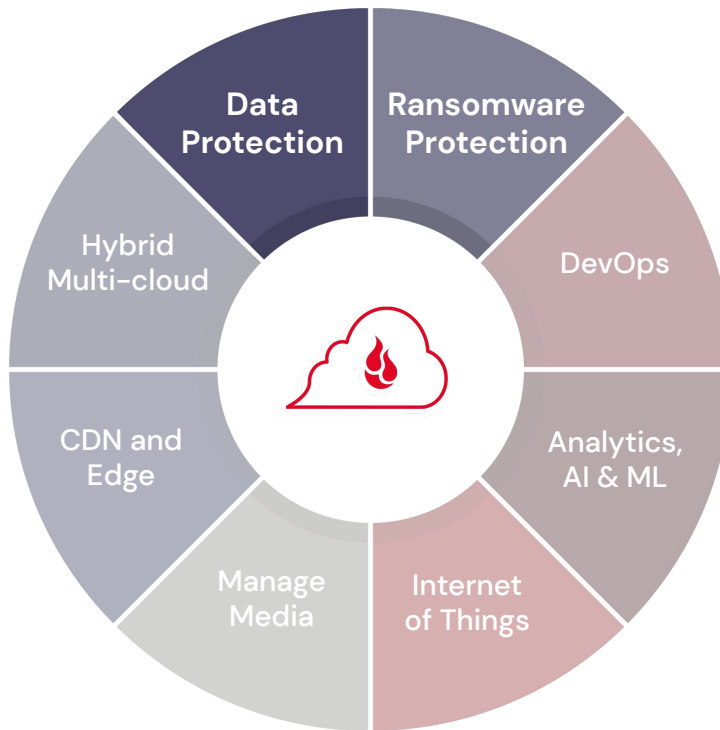 Data
Protection
Ransomware
Protection
Hybrid
Multi-cloud
DevOps
CDN and
Edge
Analytics,
AI & ML
Manage
Media
Internet
of Things